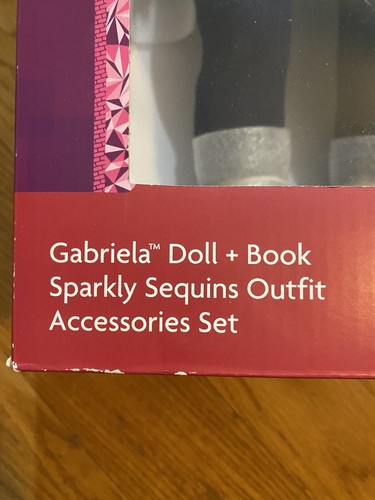 Gabriela™ Doll + Book
Sparkly Sequins Outfit
Accessories Set